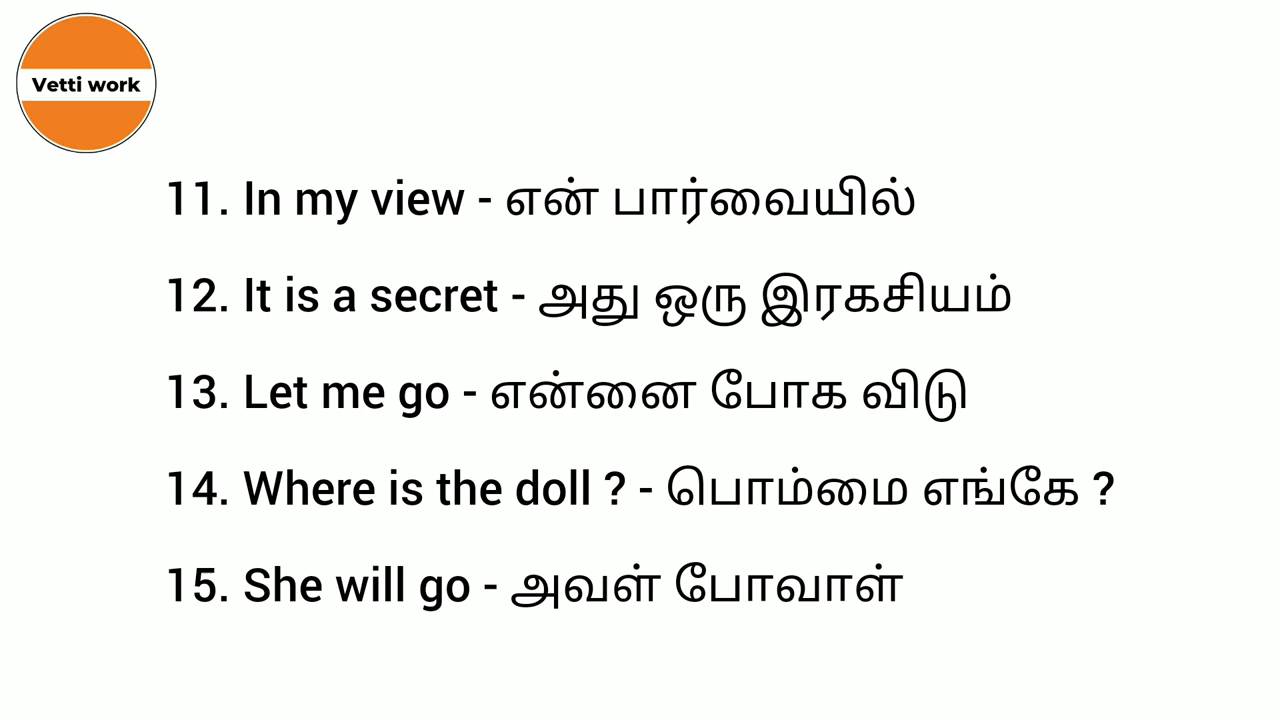 Vetti work
11. In my view - என் பார்வையில்
12. It is a secret - அது ஒரு இரகசியம்
13. Let me go - என்னை போக விடு
14. Where is the doll ? - பொம்மை எங்கே ?
15. She will go - அவள் போவாள்